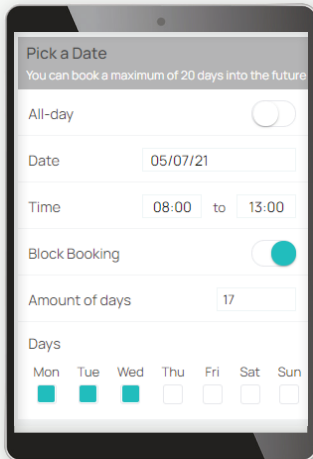 Pick a Date
You can book a maximum of 20 days into the future
All-day
Date 05/07/21
Time 08:00 to 13:00
Block Booking
Amount of days 17
Days
Mon Tue Wed Thu Fri Sat Sun